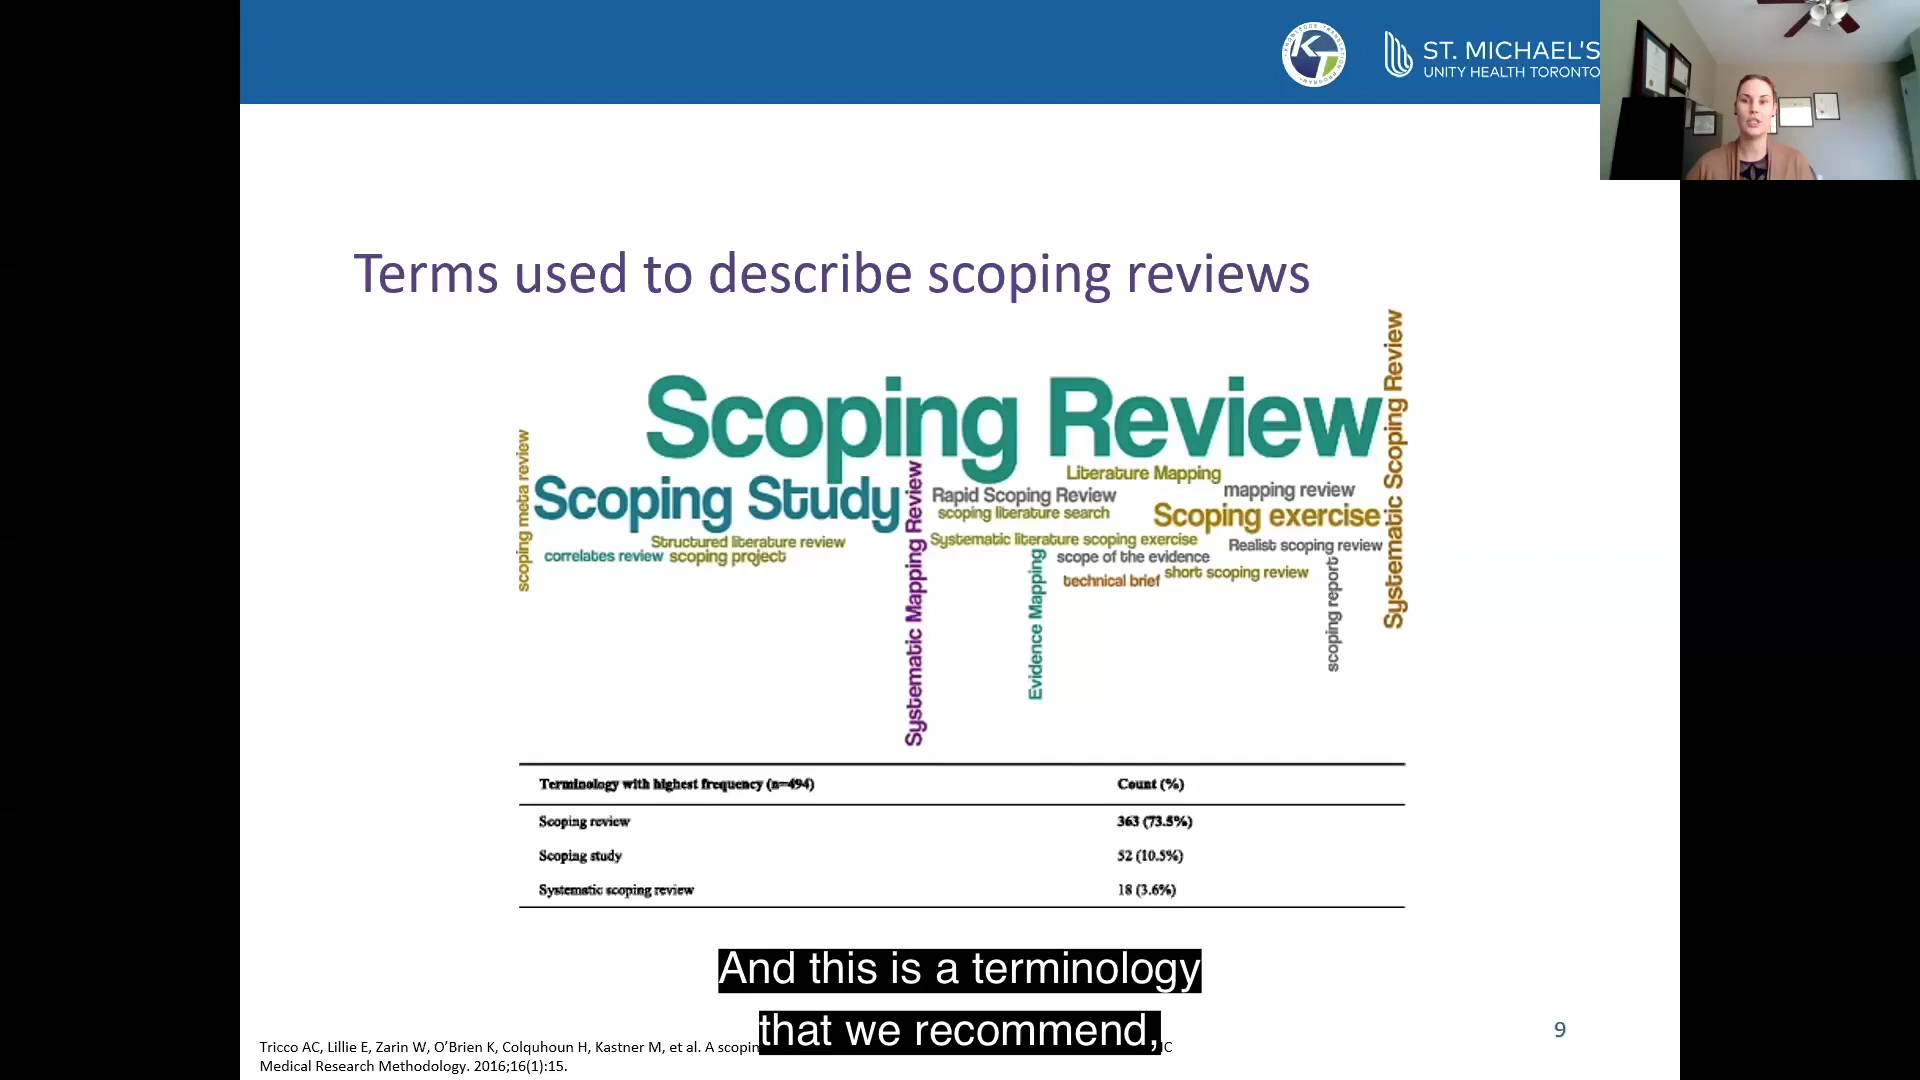 KT
KNOWLEDGE TRANSLATION PROGRAM
ST. MICHAEL'S
UNITY HEALTH TORONTO
Terms used to describe scoping reviews
Scoping Review
Systematic Scoping Review
scoping meta review
Scoping Study
Systematic Mapping Review
Literature Mapping
Rapid Scoping Review
mapping review
scoping literature search
Scoping exercise
Structured literature review
Systematic literature scoping exercise
Realist scoping review
correlates review
scoping project
Evidence Mapping
scope of the evidence
technical brief
short scoping review
scoping report
Terminology with highest frequency (n=494) Count (%)
Scoping review 363 (73.5%)
Scoping study 52 (10.5%)
Systematic scoping review 18 (3.6%)
And this is a terminology
that we recommend,
9
Tricco AC, Lillie E, Zarin W, O’Brien K, Colquhoun H, Kastner M, et al. A
Medical Research Methodology. 2016;16(1):15.